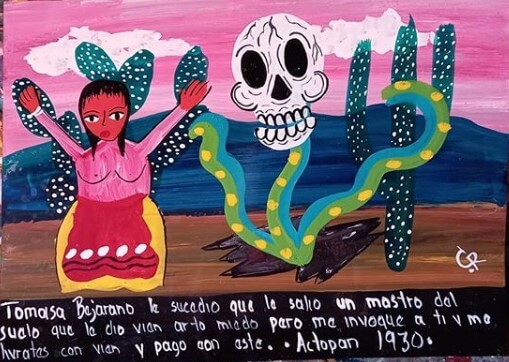 Tomasa Bejarano le sucedio que le salio un mostro del
suelo que le dio vien arto miedo pero me invoque a ti y me
livrates con vien y pago con este.. Actopan 1930.